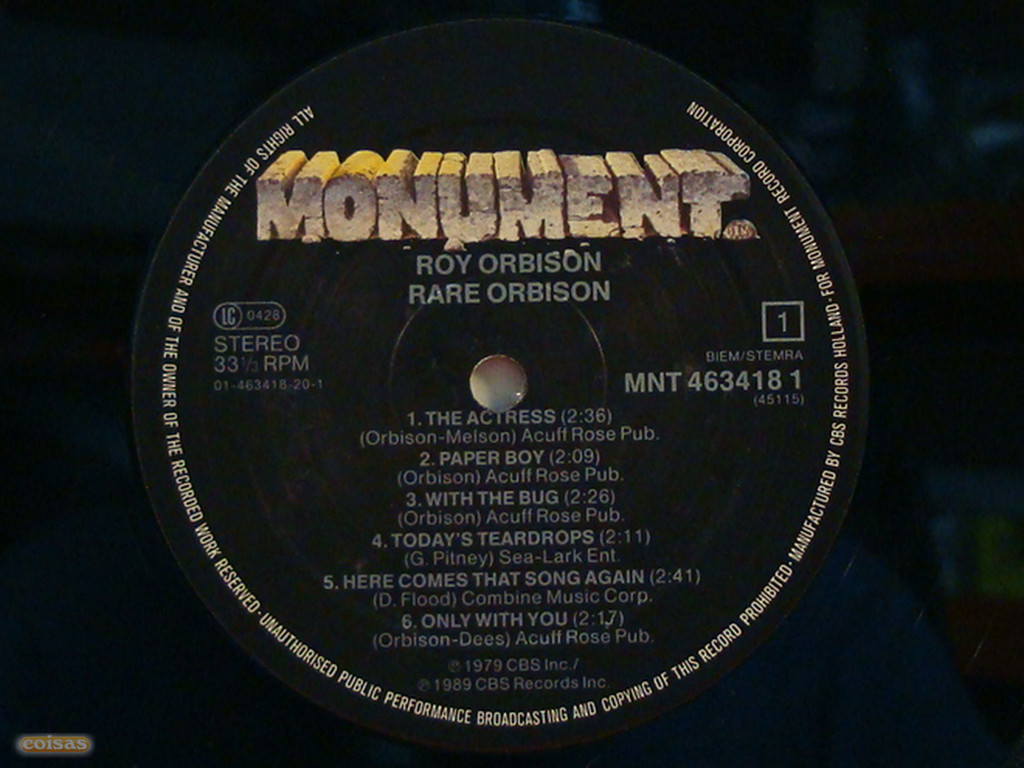 ALL RIGHTS OF THE MANUFACTURER AND OF THE OWNER OF THE RECORDED WORK RESERVED · UNAUTHORISED PUBLIC PERFORMANCE BROADCASTING AND COPYING OF THIS RECORD PROHIBITED · MANUFACTURED BY CBS RECORDS HOLLAND · FOR MONUMENT RECORD CORPORATION
MONUMENT
ROY ORBISON
RARE ORBISON
LC 0428
STEREO
33 1/3 RPM
01-463418-20-1
1
BIEM/STEMRA
MNT 463418 1
(45115)
1. THE ACTRESS (2:36)
(Orbison-Melson) Acuff Rose Pub.
2. PAPER BOY (2:09)
(Orbison) Acuff Rose Pub.
3. WITH THE BUG (2:26)
(Orbison) Acuff Rose Pub.
4. TODAY'S TEARDROPS (2:11)
(G. Pitney) Sea-Lark Ent.
5. HERE COMES THAT SONG AGAIN (2:41)
(D. Flood) Combine Music Corp.
6. ONLY WITH YOU (2:17)
(Orbison-Dees) Acuff Rose Pub.
℗ 1979 CBS Inc./
℗ 1989 CBS Records Inc.
coisas